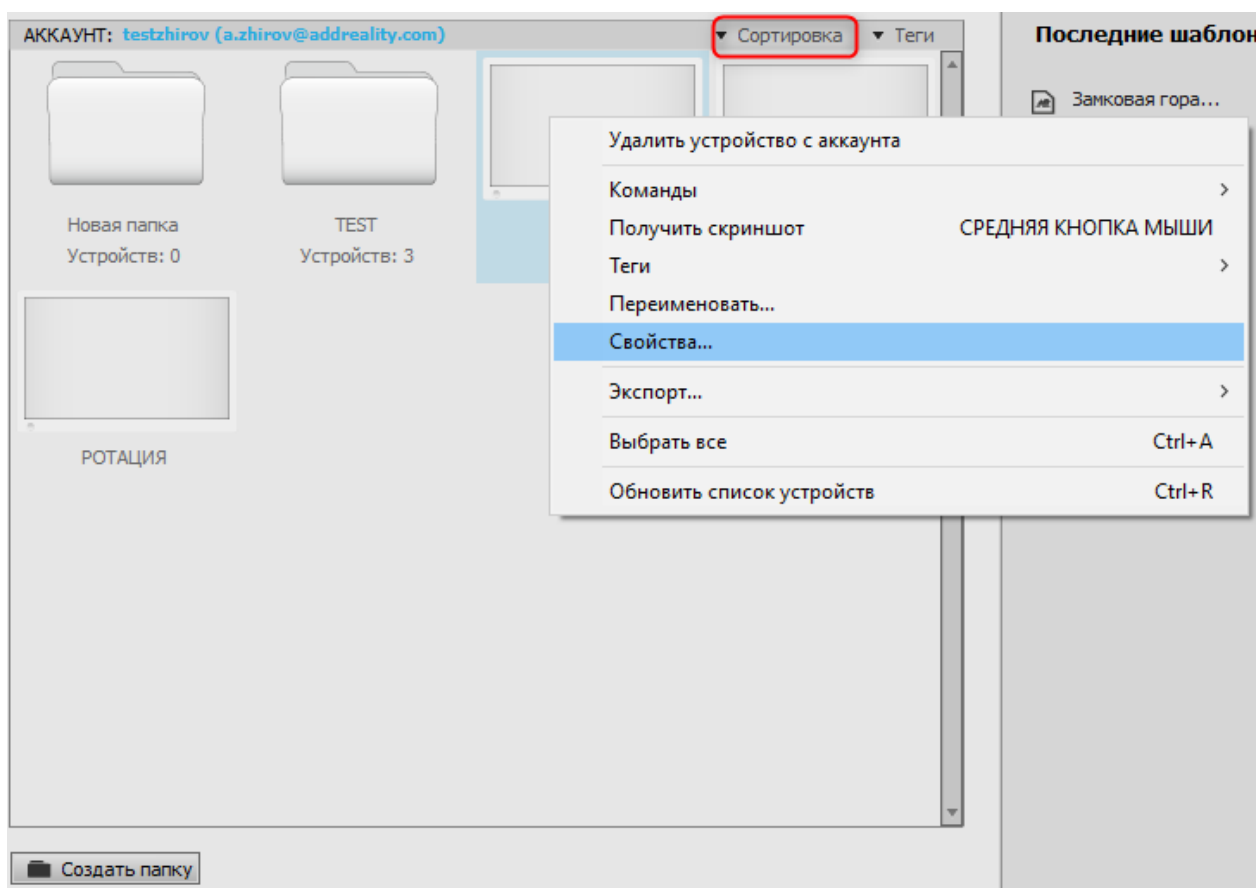 АККАУНТ: testzhirov (a.zhirov@addreality.com)
▼ Сортировка ▼ Теги
Последние шаблон
Замковая гора...
Новая папка
Устройств: 0
TEST
Устройств: 3
РОТАЦИЯ
Удалить устройство с аккаунта
Команды
Получить скриншот СРЕДНЯЯ КНОПКА МЫШИ
Теги
Переименовать...
Свойства...
Экспорт...
Выбрать все Ctrl+A
Обновить список устройств Ctrl+R
Создать папку